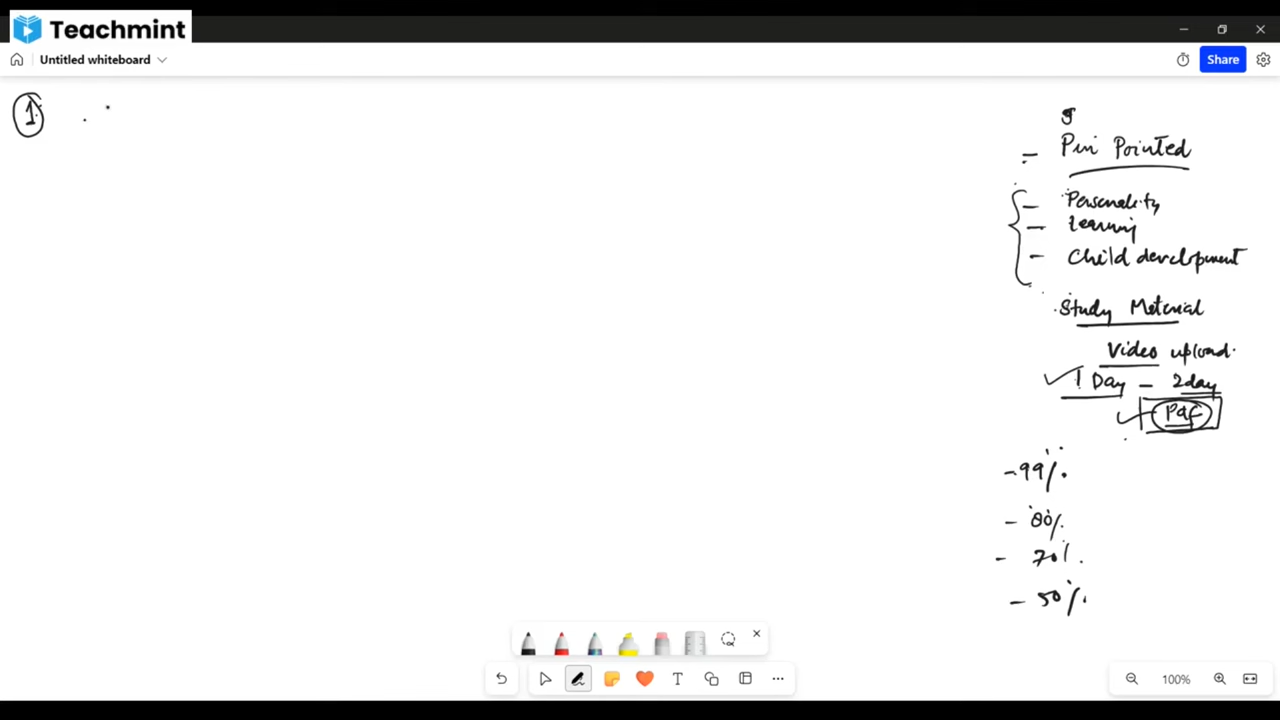 Teachmint
Untitled whiteboard
Share
1
= Pin Pointed
- Personality
- learning
- Child development
Study Material
Video upload.
1 Day - 2day
Pdf
- 99%.
- 80%.
- 70%.
- 50%.
100%